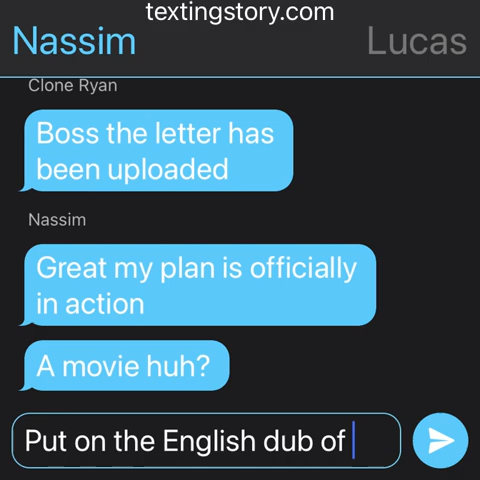 textingstory.com
Nassim
Lucas
Clone Ryan
Boss the letter has
been uploaded
Nassim
Great my plan is officially
in action
A movie huh?
Put on the English dub of